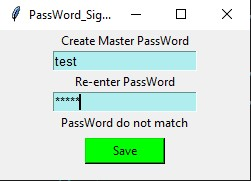 PassWord_Sig...
Create Master PassWord
test
Re-enter PassWord
*****
PassWord do not match
Save